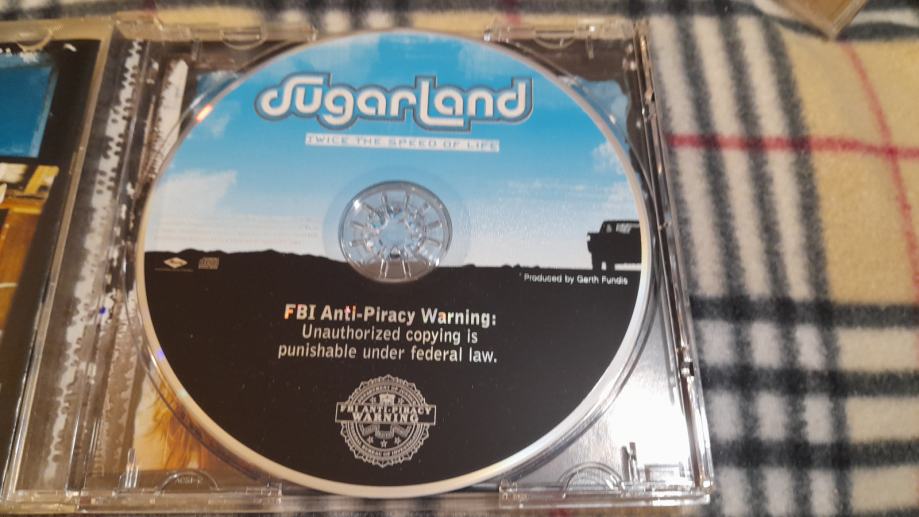 sugarland
TWICE THE SPEED OF LIFE
Produced by Garth Fundis
FBI Anti-Piracy Warning:
Unauthorized copying is
punishable under federal law.
FBI ANTI-PIRACY
WARNING